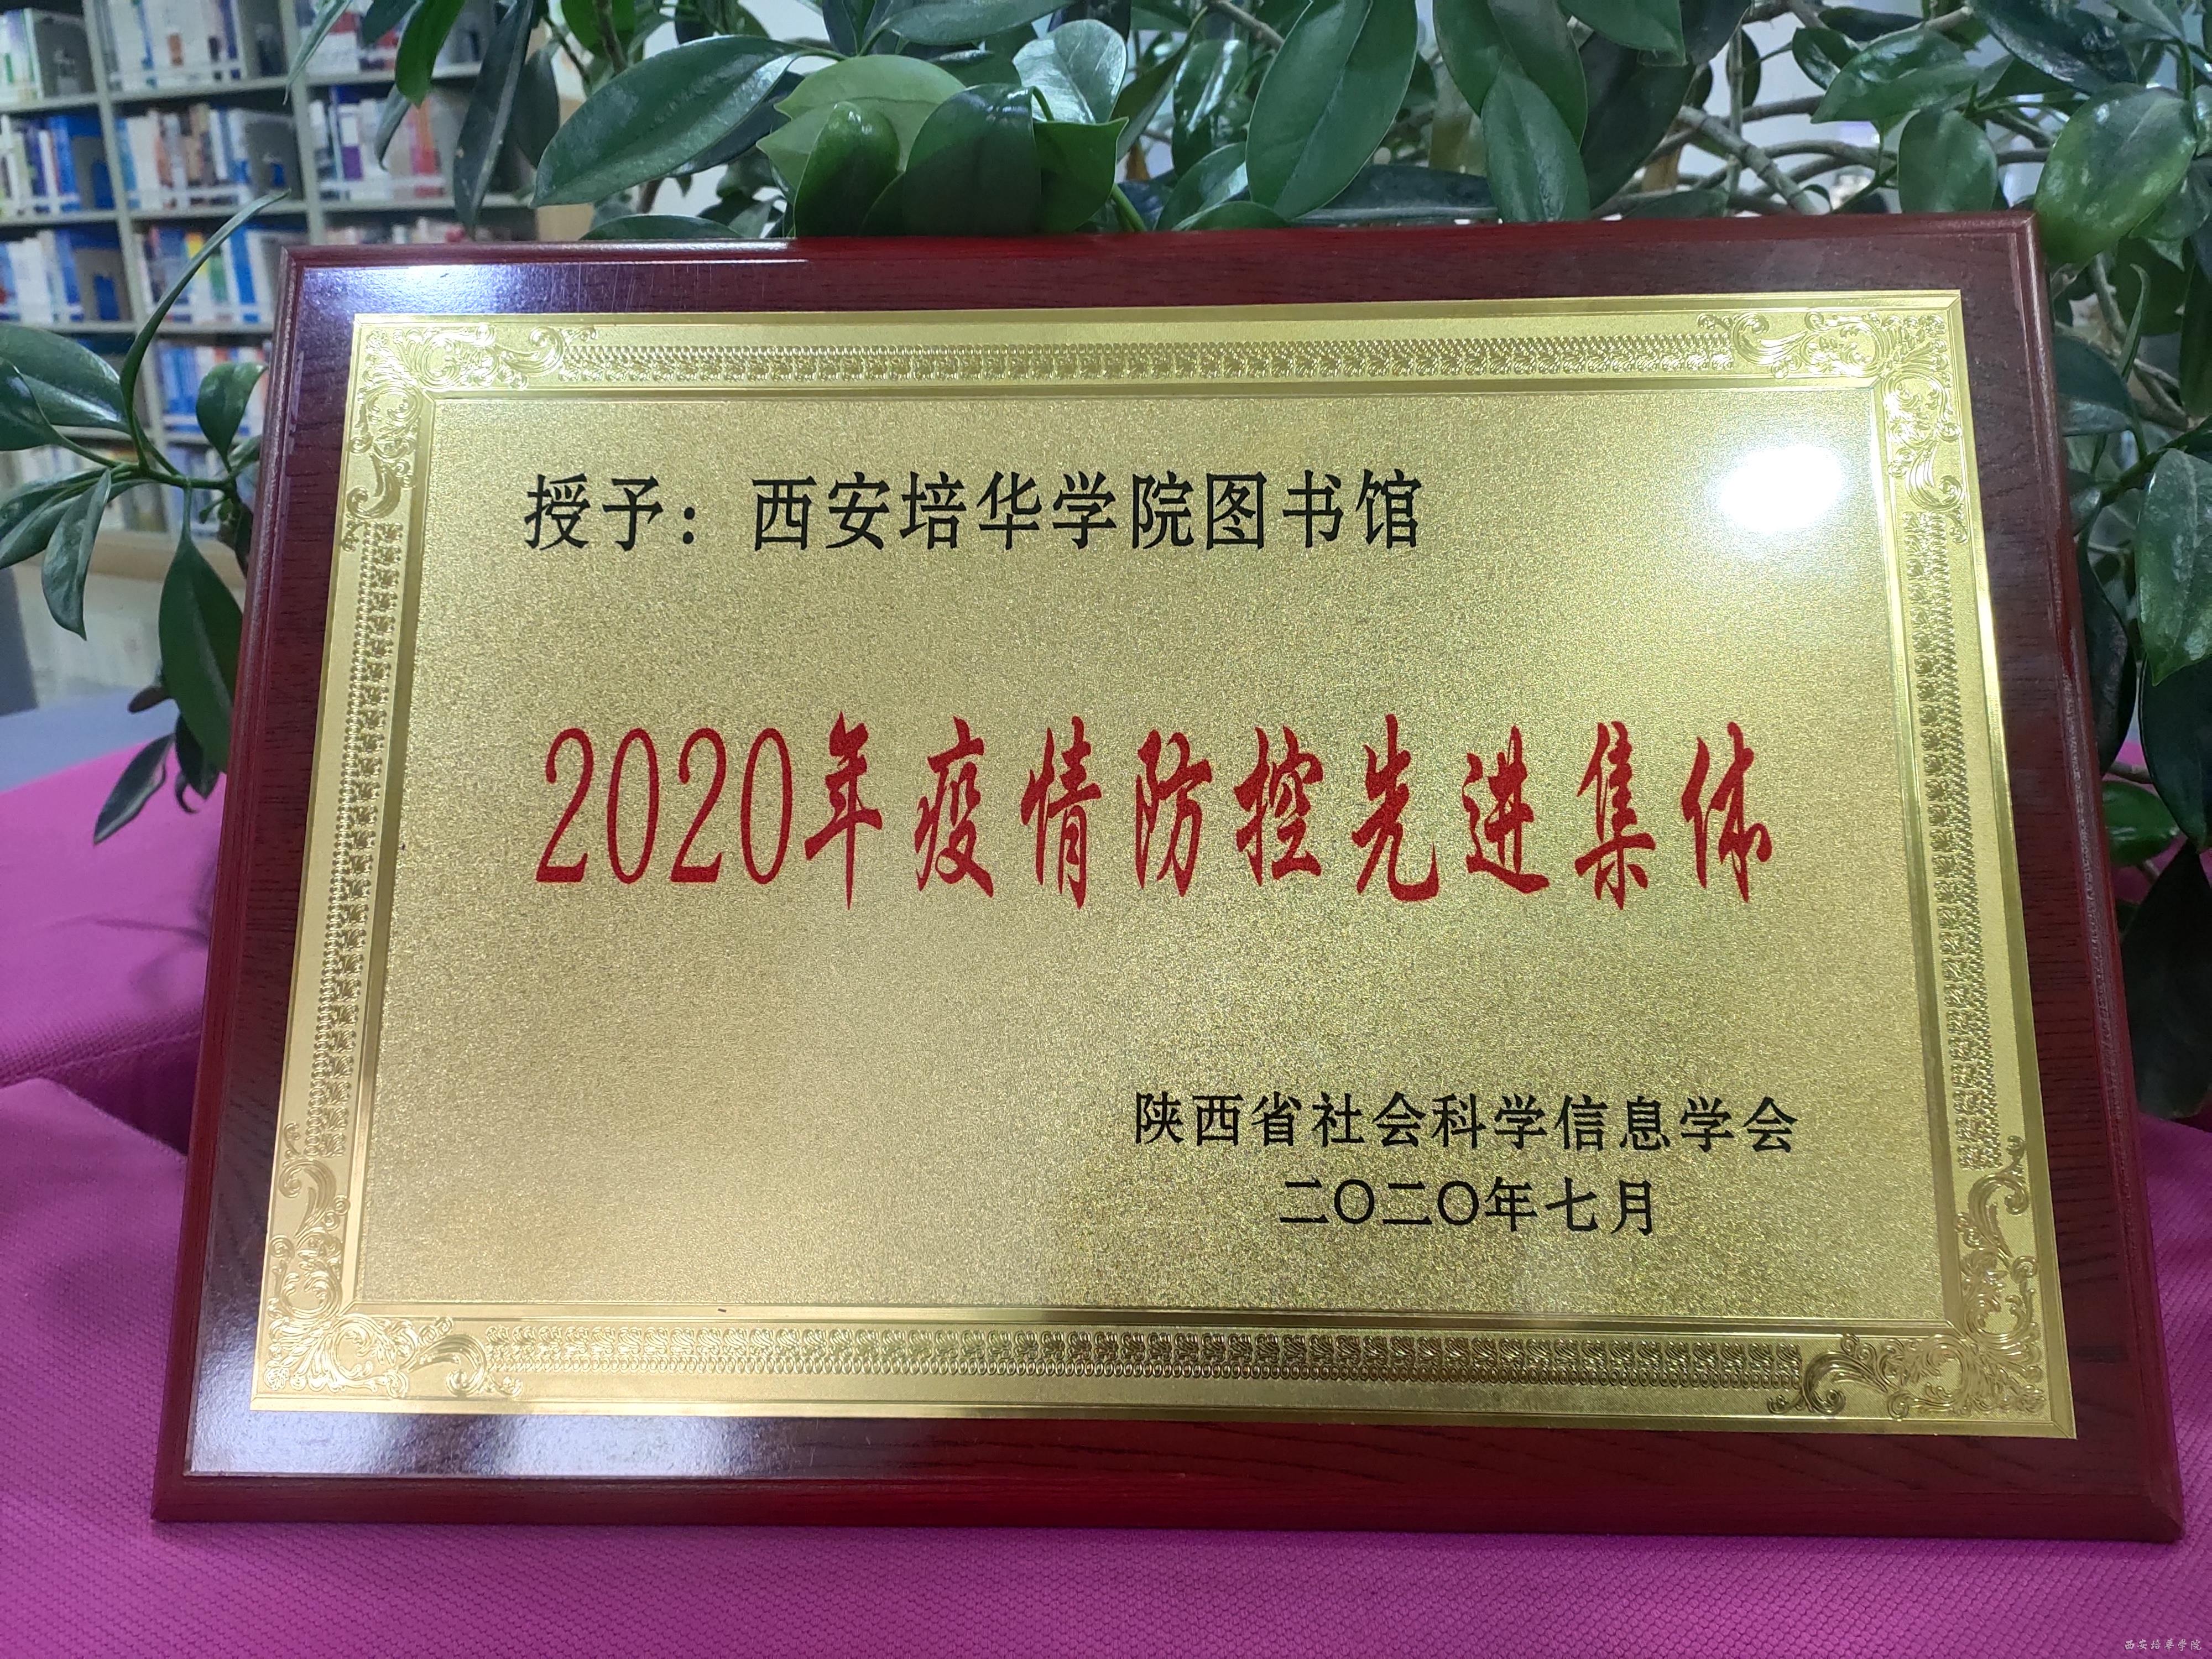 授予：西安培华学院图书馆
2020年疫情防控先进集体
陕西省社会科学信息学会
二〇二〇年七月
西安培華学院